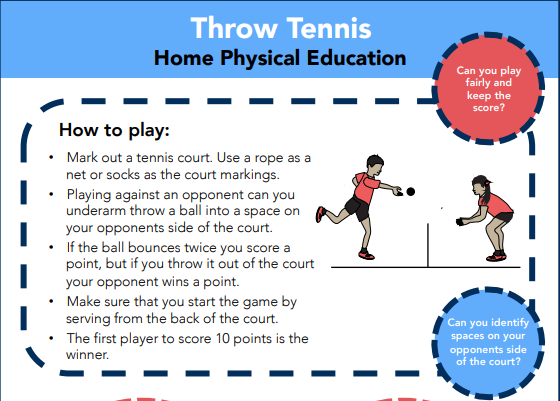 Throw Tennis
Home Physical Education
Can you play
fairly and
keep the
score?
How to play:
• Mark out a tennis court. Use a rope as a
net or socks as the court markings.
• Playing against an opponent can you
underarm throw a ball into a space on
your opponents side of the court.
• If the ball bounces twice you score a
point, but if you throw it out of the court
your opponent wins a point.
• Make sure that you start the game by
serving from the back of the court.
• The first player to score 10 points is the
winner.
Can you identify
spaces on your
opponents side
of the court?